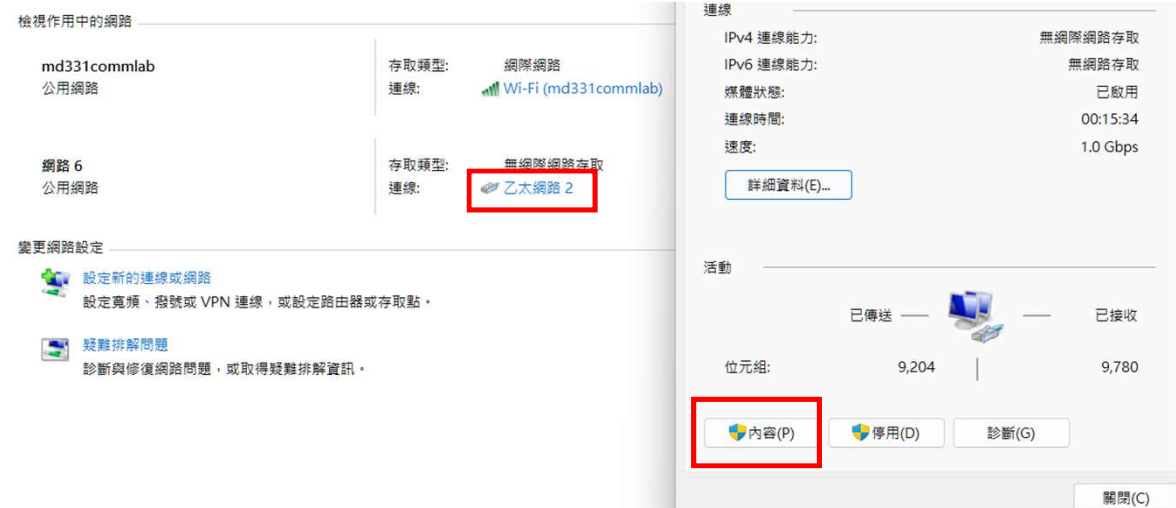 檢視作用中的網路
md331commlab
公用網路
存取類型: 網際網路
連線: Wi-Fi (md331commlab)
網路 6
公用網路
存取類型: 無網際網路存取
連線: 乙太網路 2
變更網路設定
設定新的連線或網路
設定寬頻、撥號或 VPN 連線，或設定路由器或存取點。
疑難排解問題
診斷與修復網路問題，或取得疑難排解資訊。
連線
IPv4 連線能力: 無網際網路存取
IPv6 連線能力: 無網路存取
媒體狀態: 已啟用
連線時間: 00:15:34
速度: 1.0 Gbps
詳細資料(E)...
活動
已傳送 — — 已接收
位元組: 9,204 | 9,780
內容(P) 停用(D) 診斷(G)
關閉(C)